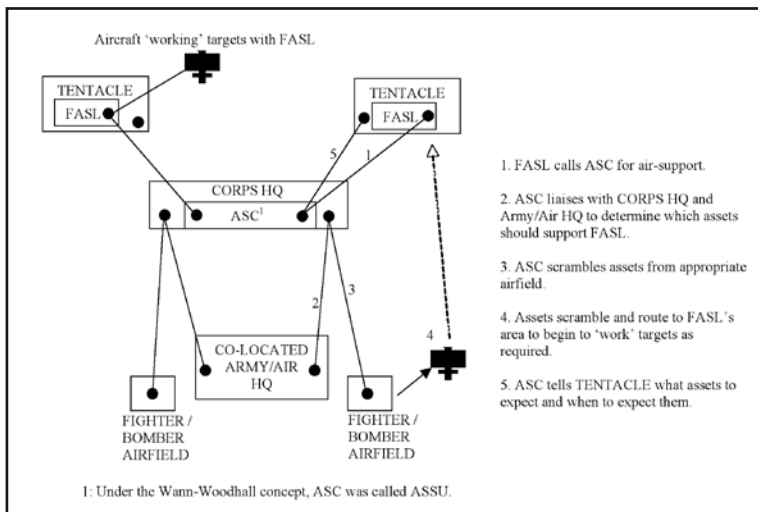 Aircraft ‘working’ targets with FASL
TENTACLE
FASL
TENTACLE
FASL
5
1
CORPS HQ
ASC1
2
3
4
CO-LOCATED
ARMY/AIR
HQ
FIGHTER /
BOMBER
AIRFIELD
FIGHTER /
BOMBER
AIRFIELD
1. FASL calls ASC for air-support.
2. ASC liaises with CORPS HQ and
Army/Air HQ to determine which assets
should support FASL.
3. ASC scrambles assets from appropriate
airfield.
4. Assets scramble and route to FASL’s
area to begin to ‘work’ targets as
required.
5. ASC tells TENTACLE what assets to
expect and when to expect them.
1: Under the Wann-Woodhall concept, ASC was called ASSU.